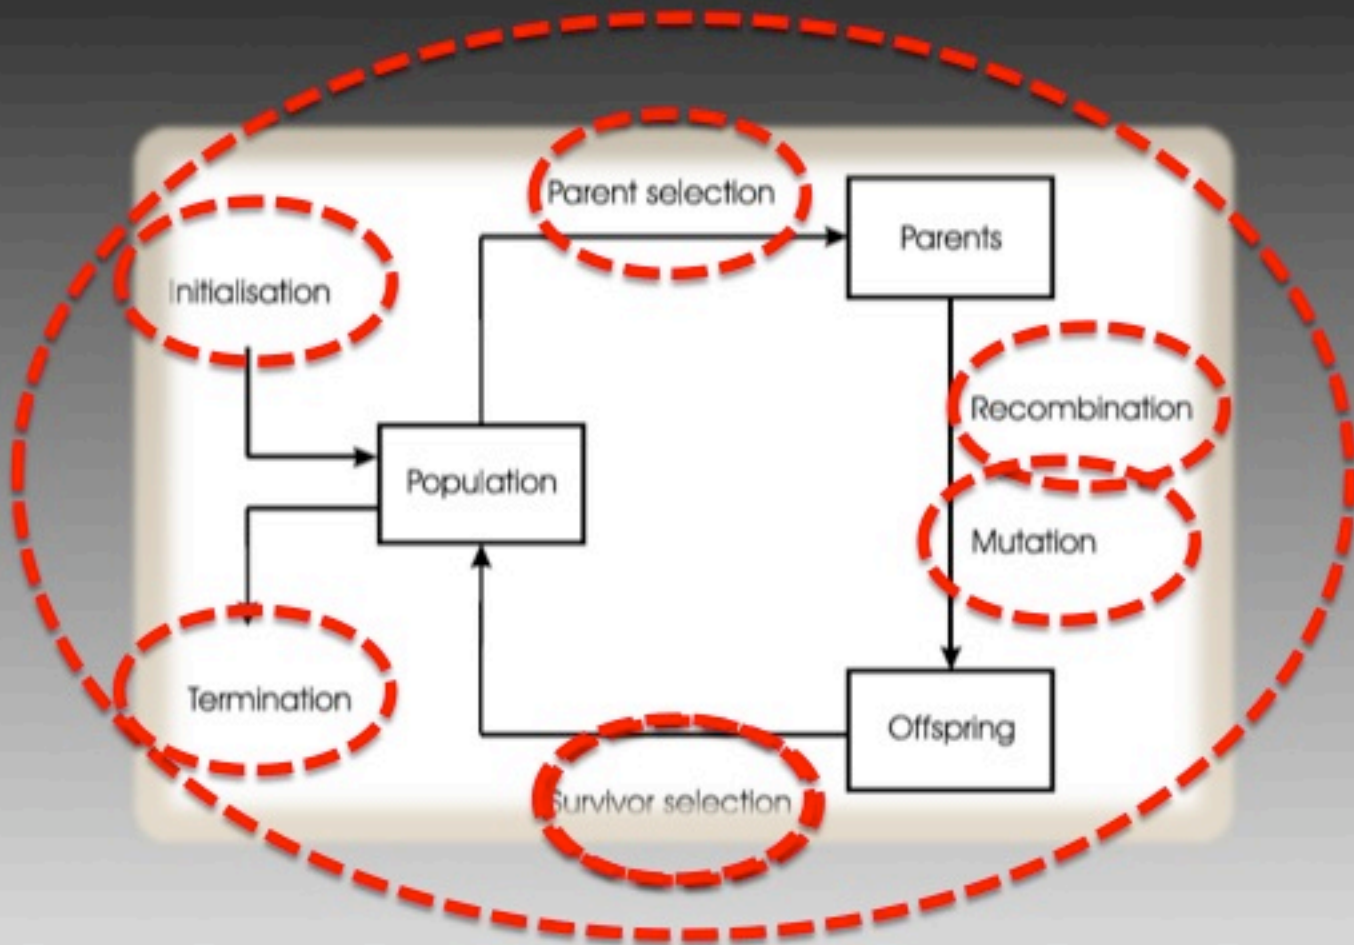 Parent selection
Parents
Initialisation
Recombination
Population
Mutation
Termination
Offspring
Survivor selection